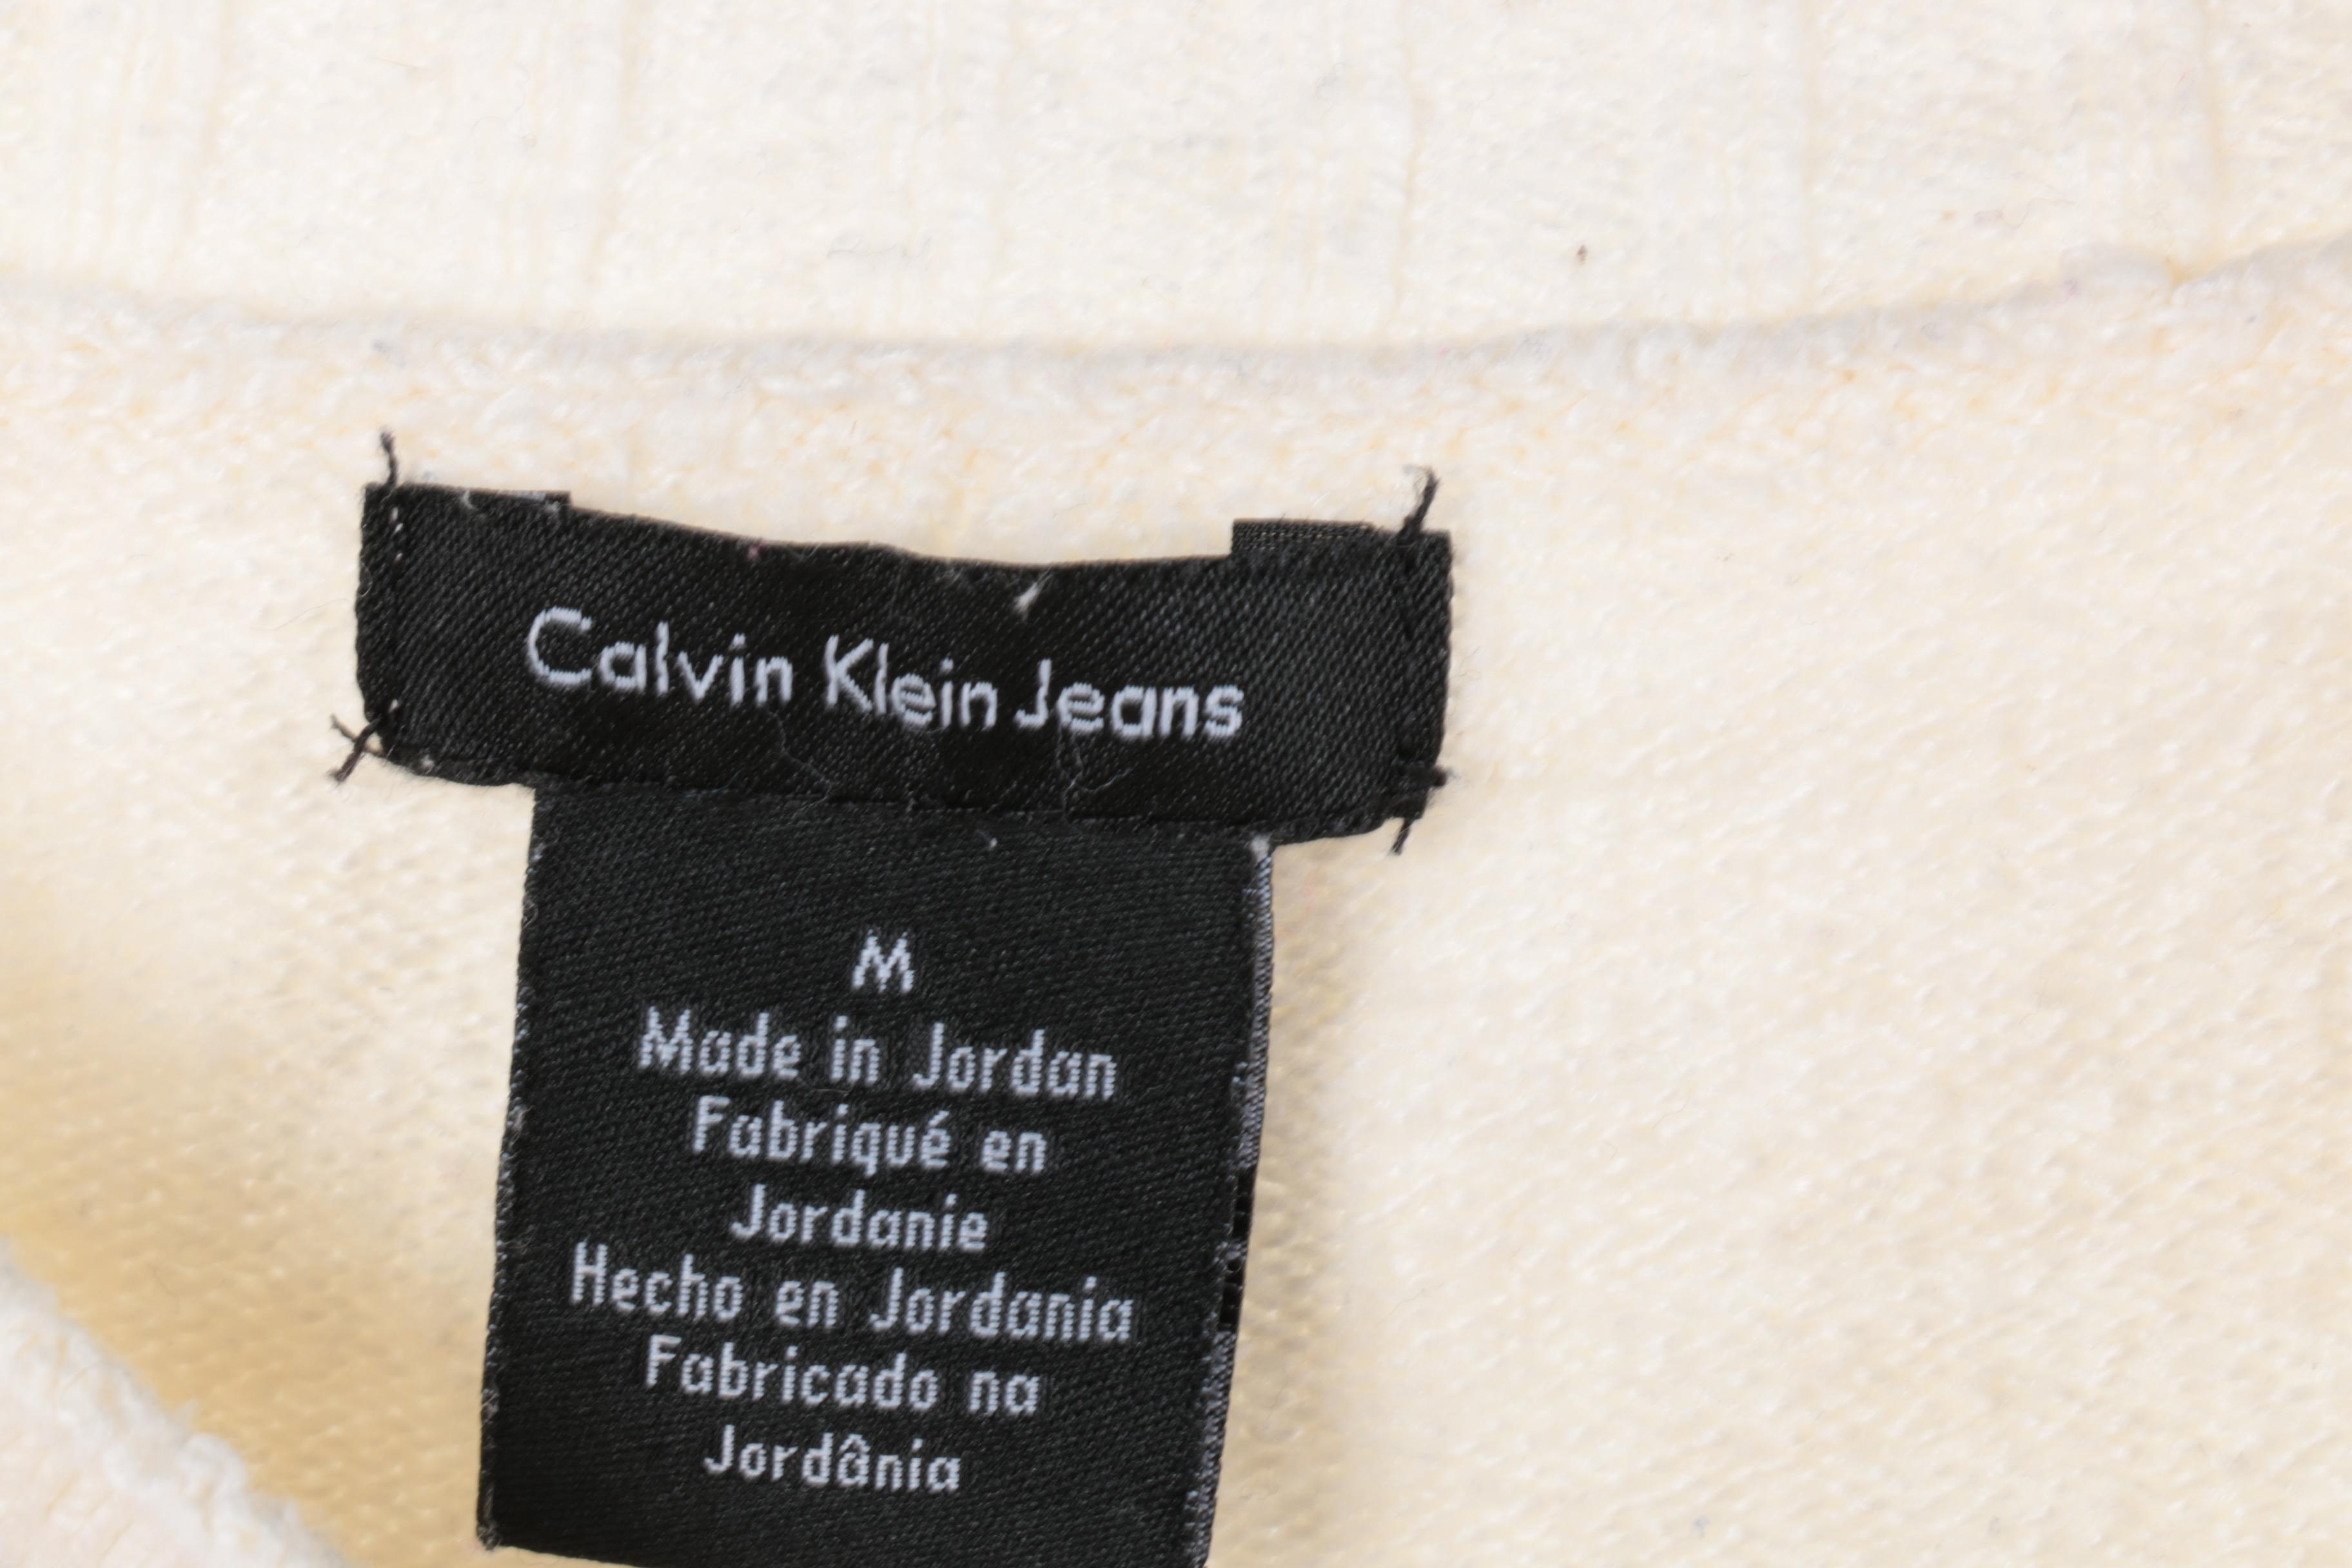 Calvin Klein Jeans
M
Made in Jordan
Fabriqué en
Jordanie
Hecho en Jordania
Fabricado na
Jordânia